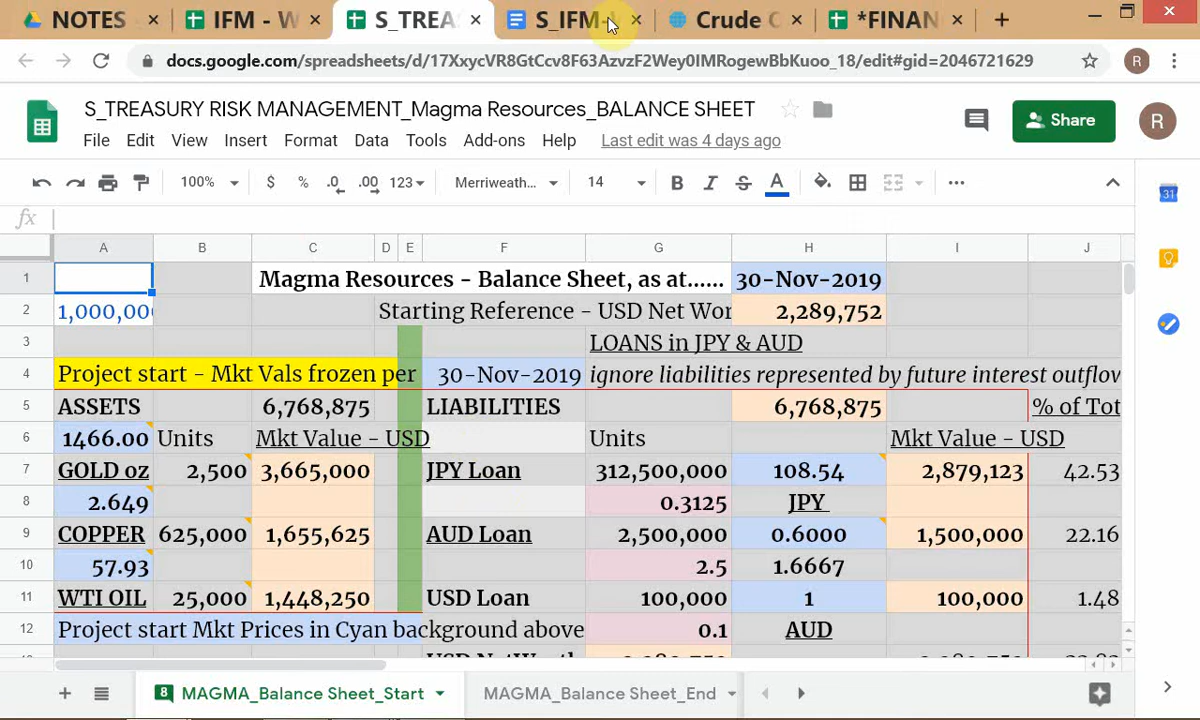 NOTES × IFM - W × S_TREAS × S_IFM- × Crude C × *FINAN ×
docs.google.com/spreadsheets/d/17XxycVR8GtCcv8F63AzvzF2Wey0IMRogewBbKuoo_18/edit#gid=2046721629 R
S_TREASURY RISK MANAGEMENT_Magma Resources_BALANCE SHEET
File Edit View Insert Format Data Tools Add-ons Help Last edit was 4 days ago Share R
100% $ % .0 .00 123 Merriweath... 14 B I S A ...
fx
31
A B C D E F G H I J
1 Magma Resources - Balance Sheet, as at...... 30-Nov-2019
2 1,000,00 Starting Reference - USD Net Wor 2,289,752
3 LOANS in JPY & AUD
4 Project start - Mkt Vals frozen per 30-Nov-2019 ignore liabilities represented by future interest outflow
5 ASSETS 6,768,875 LIABILITIES 6,768,875 % of Tot
6 1466.00 Units Mkt Value - USD Units Mkt Value - USD
7 GOLD oz 2,500 3,665,000 JPY Loan 312,500,000 108.54 2,879,123 42.53
8 2.649 0.3125 JPY
9 COPPER 625,000 1,655,625 AUD Loan 2,500,000 0.6000 1,500,000 22.16
10 57.93 2.5 1.6667
11 WTI OIL 25,000 1,448,250 USD Loan 100,000 1 100,000 1.48
12 Project start Mkt Prices in Cyan background above 0.1 AUD
8 MAGMA_Balance Sheet_Start MAGMA_Balance Sheet_End